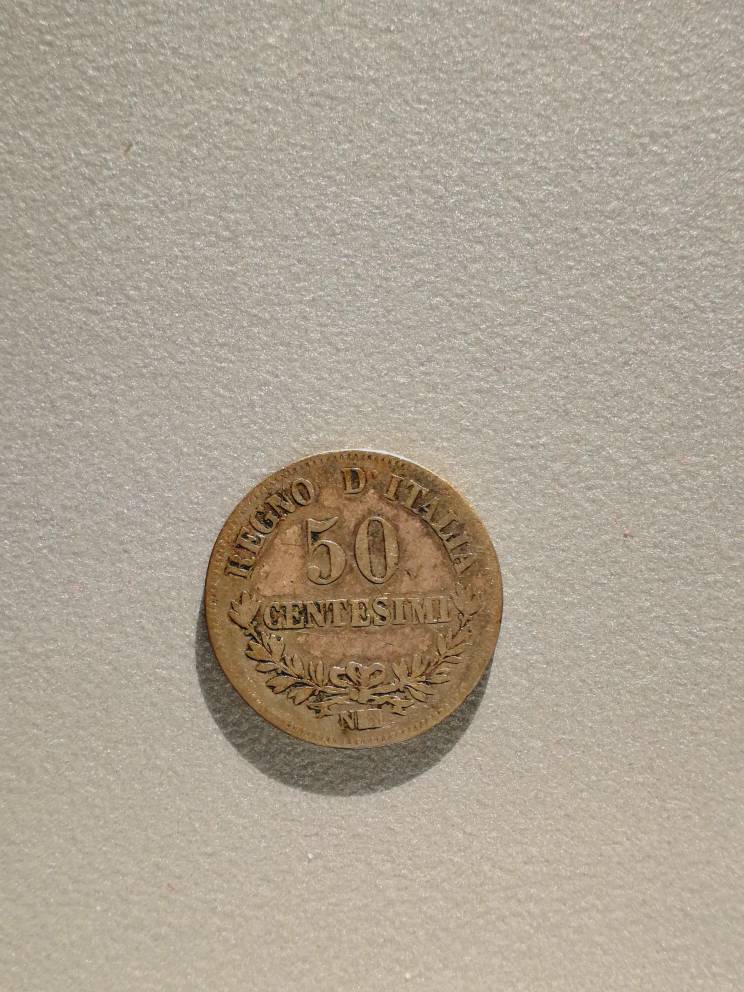 REGNO D'ITALIA
50
CENTESIMI
N